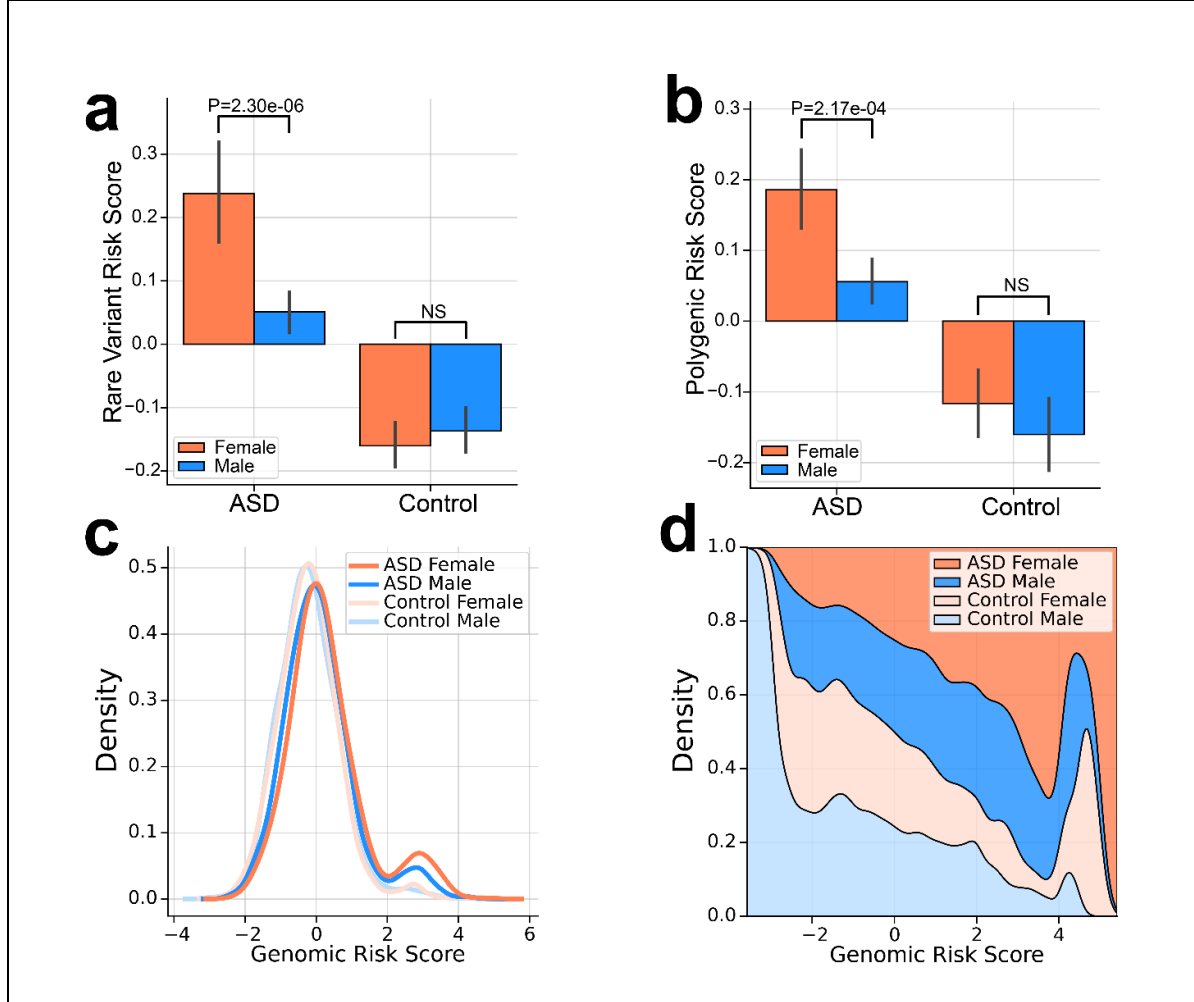 a
P=2.30e-06
Rare Variant Risk Score
0.3
0.2
0.1
0.0
−0.1
−0.2
NS
Female
Male
ASD
Control
b
P=2.17e-04
Polygenic Risk Score
0.3
0.2
0.1
0.0
−0.1
−0.2
NS
Female
Male
ASD
Control
c
Density
0.5
0.4
0.3
0.2
0.1
0.0
ASD Female
ASD Male
Control Female
Control Male
−4 −2 0 2 4 6
Genomic Risk Score
d
Density
1.0
0.8
0.6
0.4
0.2
0.0
ASD Female
ASD Male
Control Female
Control Male
−2 0 2 4
Genomic Risk Score